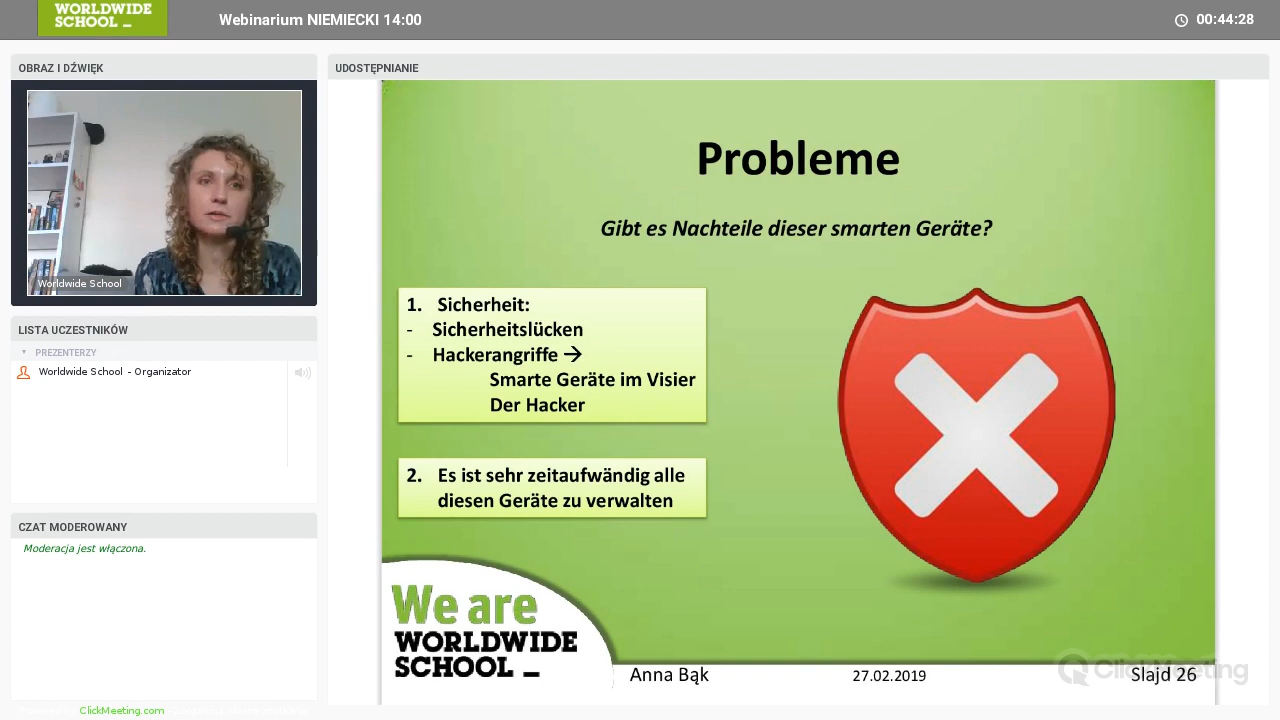 WORLDWIDE
SCHOOL
Webinarium NIEMIECKI 14:00
00:44:28
OBRAZ I DŹWIĘK
Worldwide School
LISTA UCZESTNIKÓW
PREZENTERZY
Worldwide School - Organizator
CZAT MODEROWANY
Moderacja jest włączona.
ClickMeeting.com
UDOSTĘPNIANIE
Probleme
Gibt es Nachteile dieser smarten Geräte?
1. Sicherheit:
- Sicherheitslücken
- Hackerangriffe →
Smarte Geräte im Visier
Der Hacker
2. Es ist sehr zeitaufwändig alle
diesen Geräte zu verwalten
We are
WORLDWIDE
SCHOOL
Anna Bąk
27.02.2019
Slajd 26
ClickMeeting